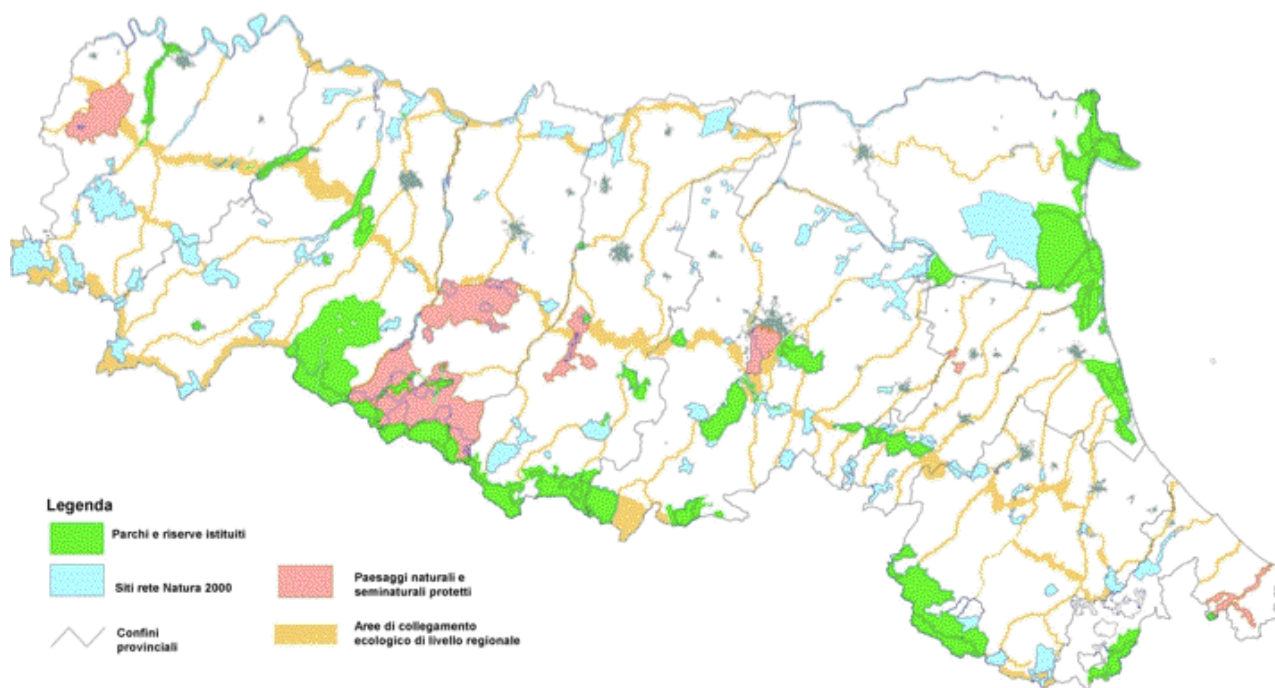 Legenda
Parchi e riserve istituiti
Siti rete Natura 2000
Confini
provinciali
Paesaggi naturali e
seminaturali protetti
Aree di collegamento
ecologico di livello regionale